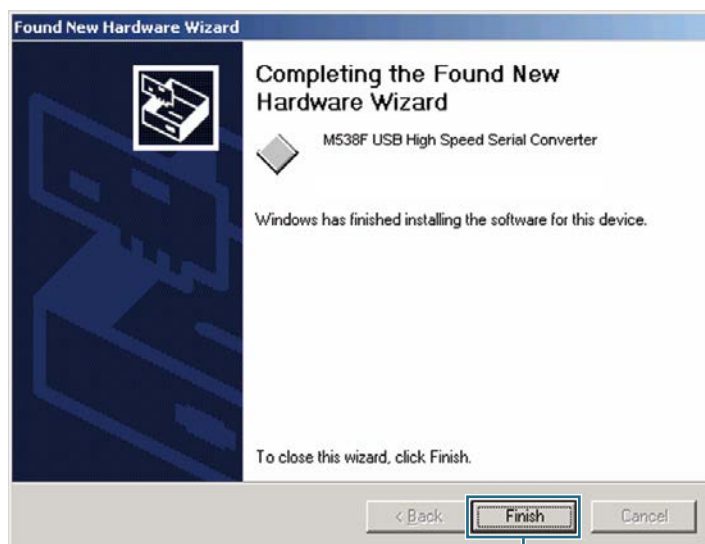 Found New Hardware Wizard
Completing the Found New
Hardware Wizard
M538F USB High Speed Serial Converter
Windows has finished installing the software for this device.
To close this wizard, click Finish.
< Back Finish Cancel